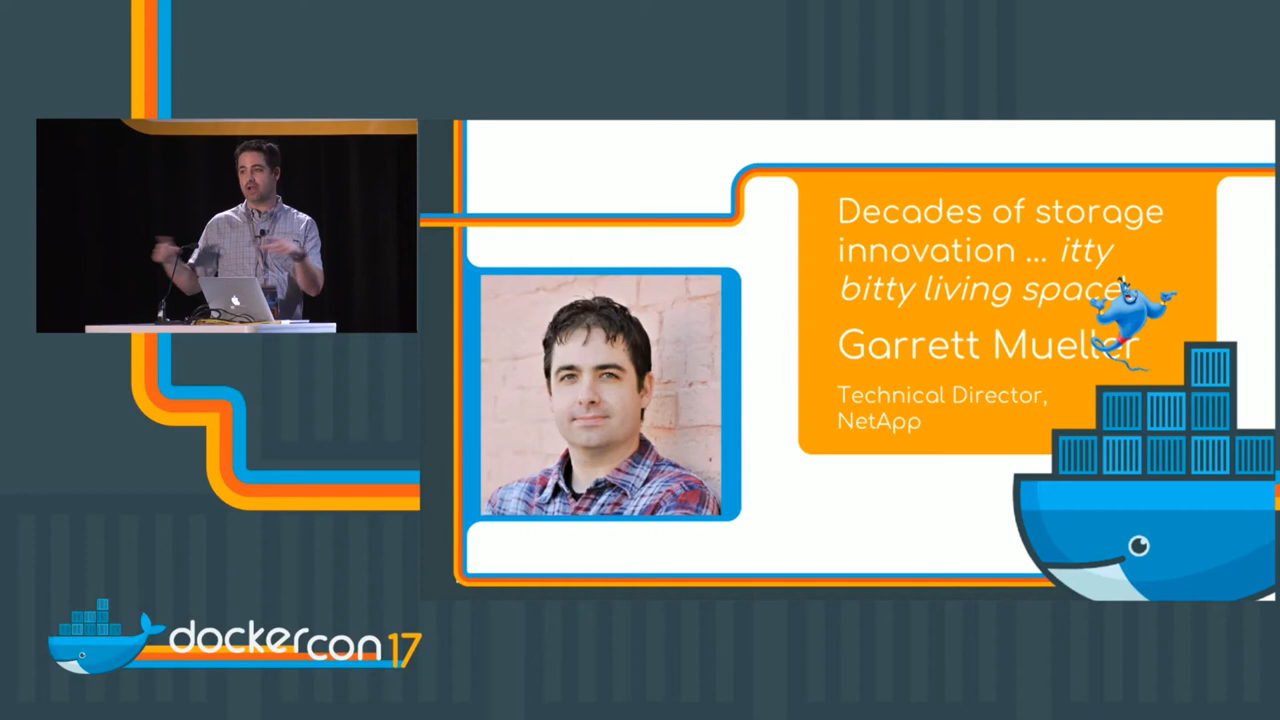 Decades of storage
innovation ... itty
bitty living space
Garrett Mueller
Technical Director,
NetApp
dockercon17